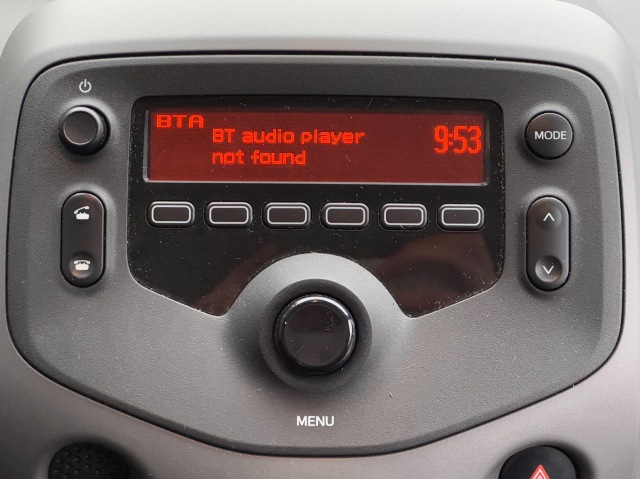 BTA
BT audio player
not found
9:53
MODE
MENU